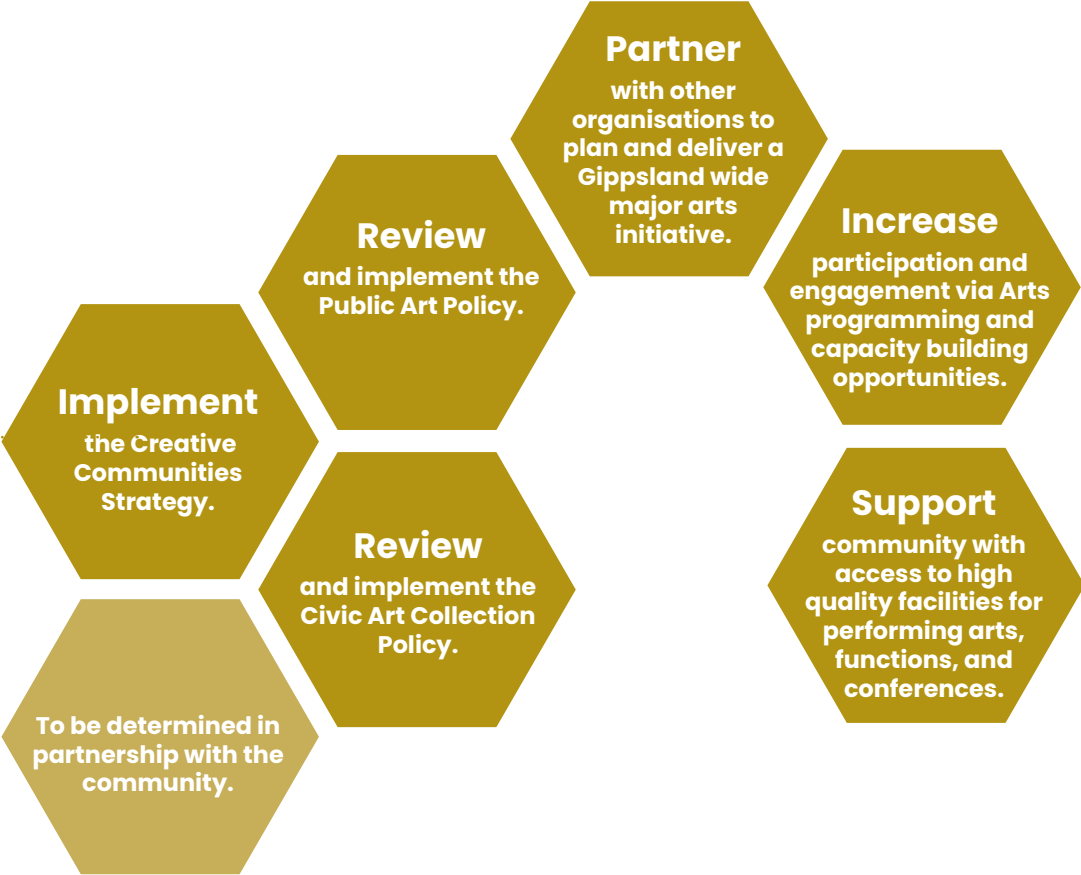 Partner
with other
organisations to
plan and deliver a
Gippsland wide
major arts
initiative.
Increase
participation and
engagement via Arts
programming and
capacity building
opportunities.
Review
and implement the
Public Art Policy.
Implement
the Creative
Communities
Strategy.
Review
and implement the
Civic Art Collection
Policy.
Support
community with
access to high
quality facilities for
performing arts,
functions, and
conferences.
To be determined in
partnership with the
community.